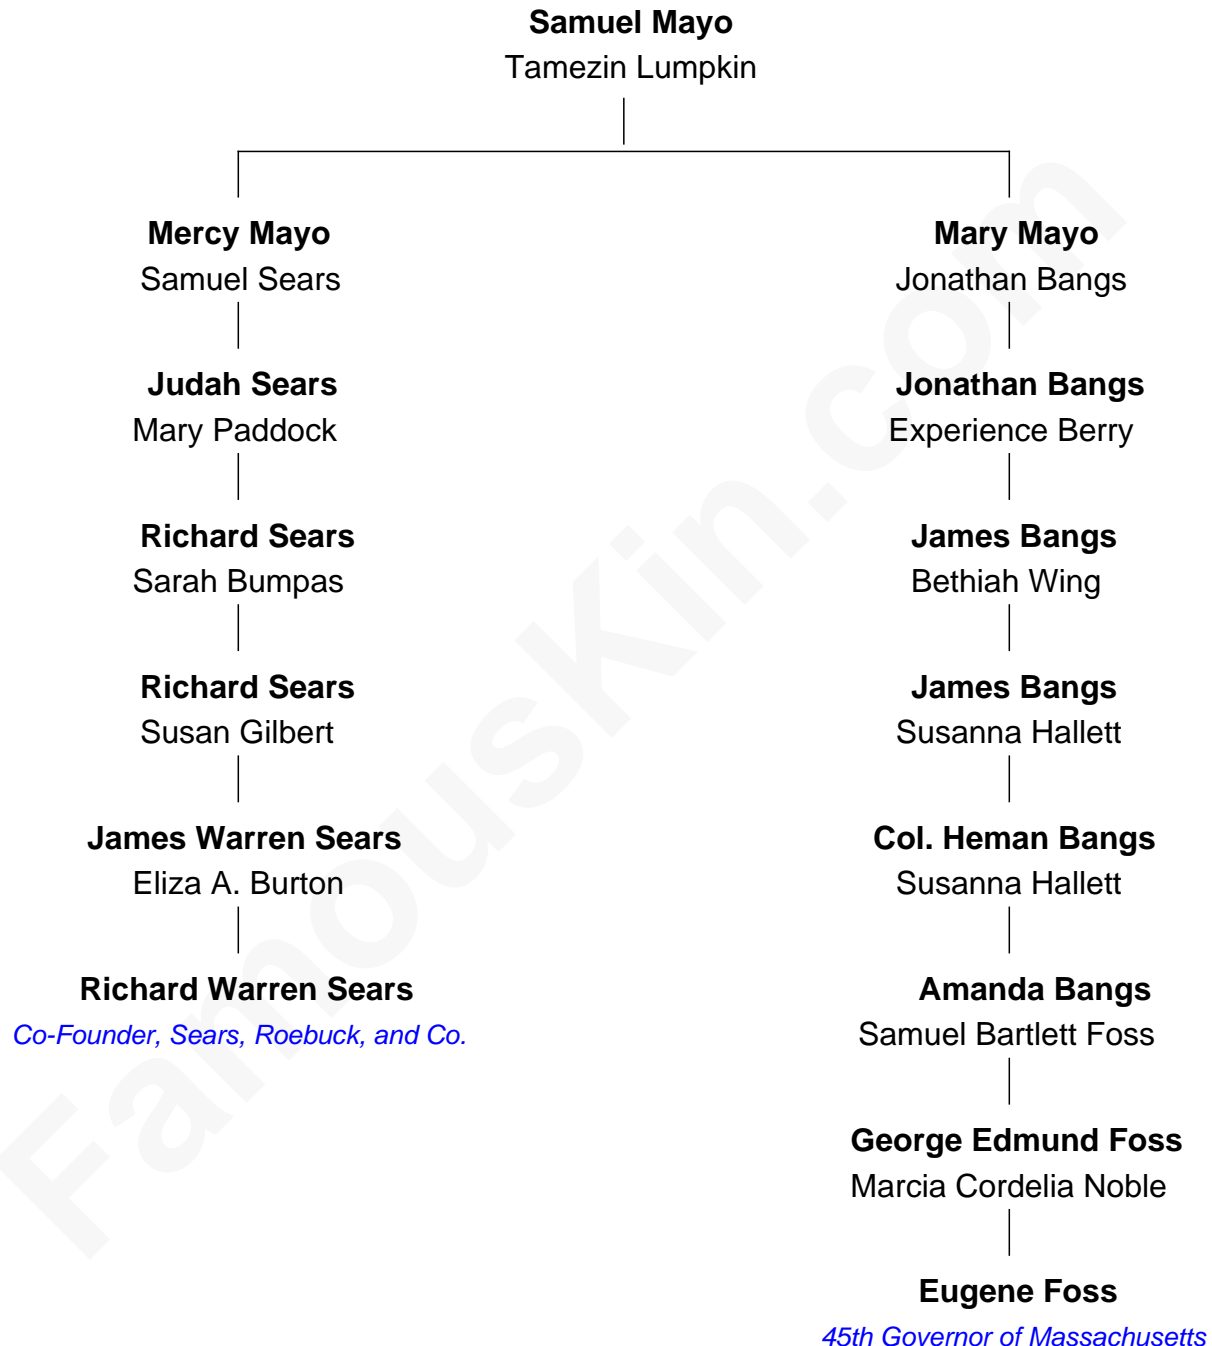 Samuel Mayo
Tamezin Lumpkin
Mercy Mayo
Samuel Sears
Mary Mayo
Jonathan Bangs
Judah Sears
Mary Paddock
Jonathan Bangs
Experience Berry
Richard Sears
Sarah Bumpas
James Bangs
Bethiah Wing
Richard Sears
Susan Gilbert
James Bangs
Susanna Hallett
James Warren Sears
Eliza A. Burton
Col. Heman Bangs
Susanna Hallett
Richard Warren Sears
Co-Founder, Sears, Roebuck, and Co.
Amanda Bangs
Samuel Bartlett Foss
George Edmund Foss
Marcia Cordelia Noble
Eugene Foss
45th Governor of Massachusetts
FamousKin.com